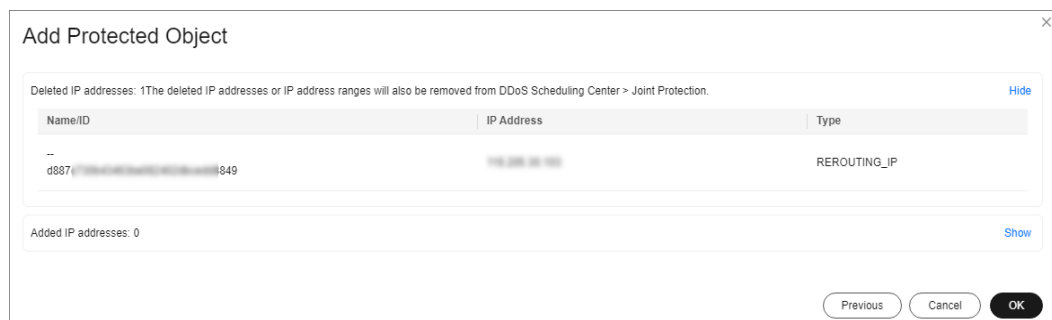 Add Protected Object
Deleted IP addresses: 1The deleted IP addresses or IP address ranges will also be removed from DDoS Scheduling Center > Joint Protection.
Hide
Name/ID
IP Address
Type
--
d887
849
REROUTING_IP
Added IP addresses: 0
Show
Previous
Cancel
OK